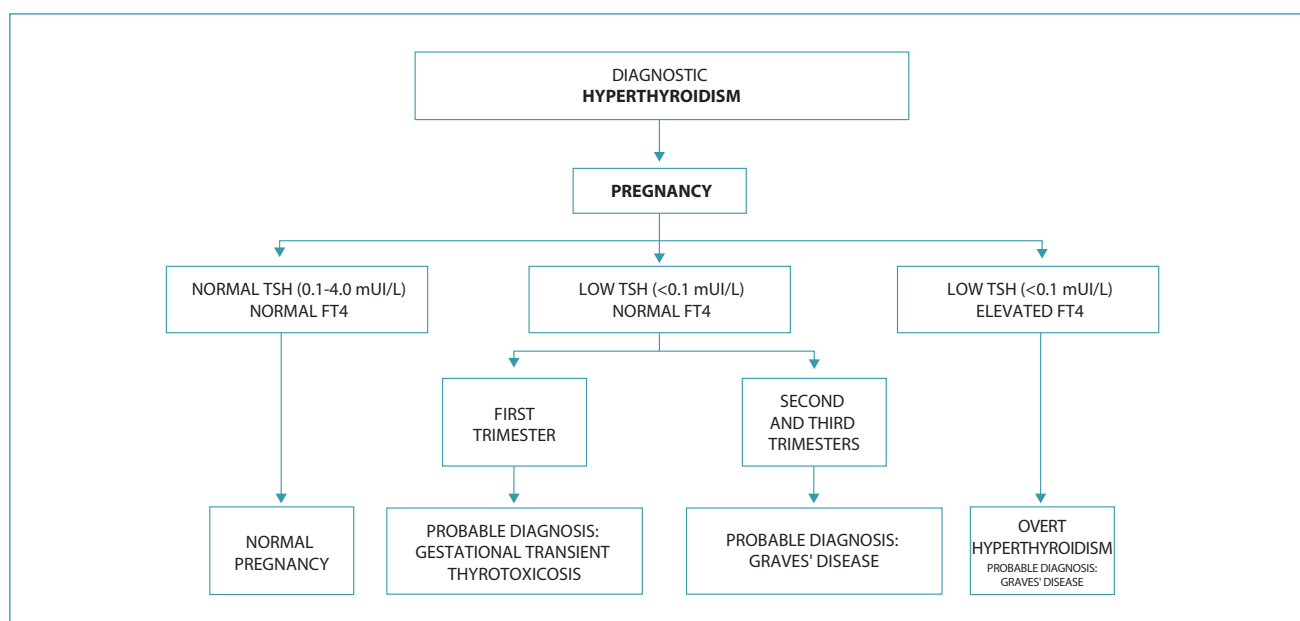 DIAGNOSTIC
HYPERTHYROIDISM
PREGNANCY
NORMAL TSH (0.1-4.0 mUI/L)
NORMAL FT4
LOW TSH (<0.1 mUI/L)
NORMAL FT4
LOW TSH (<0.1 mUI/L)
ELEVATED FT4
FIRST
TRIMESTER
SECOND
AND THIRD
TRIMESTERS
NORMAL
PREGNANCY
PROBABLE DIAGNOSIS:
GESTATIONAL TRANSIENT
THYROTOXICOSIS
PROBABLE DIAGNOSIS:
GRAVES' DISEASE
OVERT
HYPERTHYROIDISM
PROBABLE DIAGNOSIS:
GRAVES' DISEASE